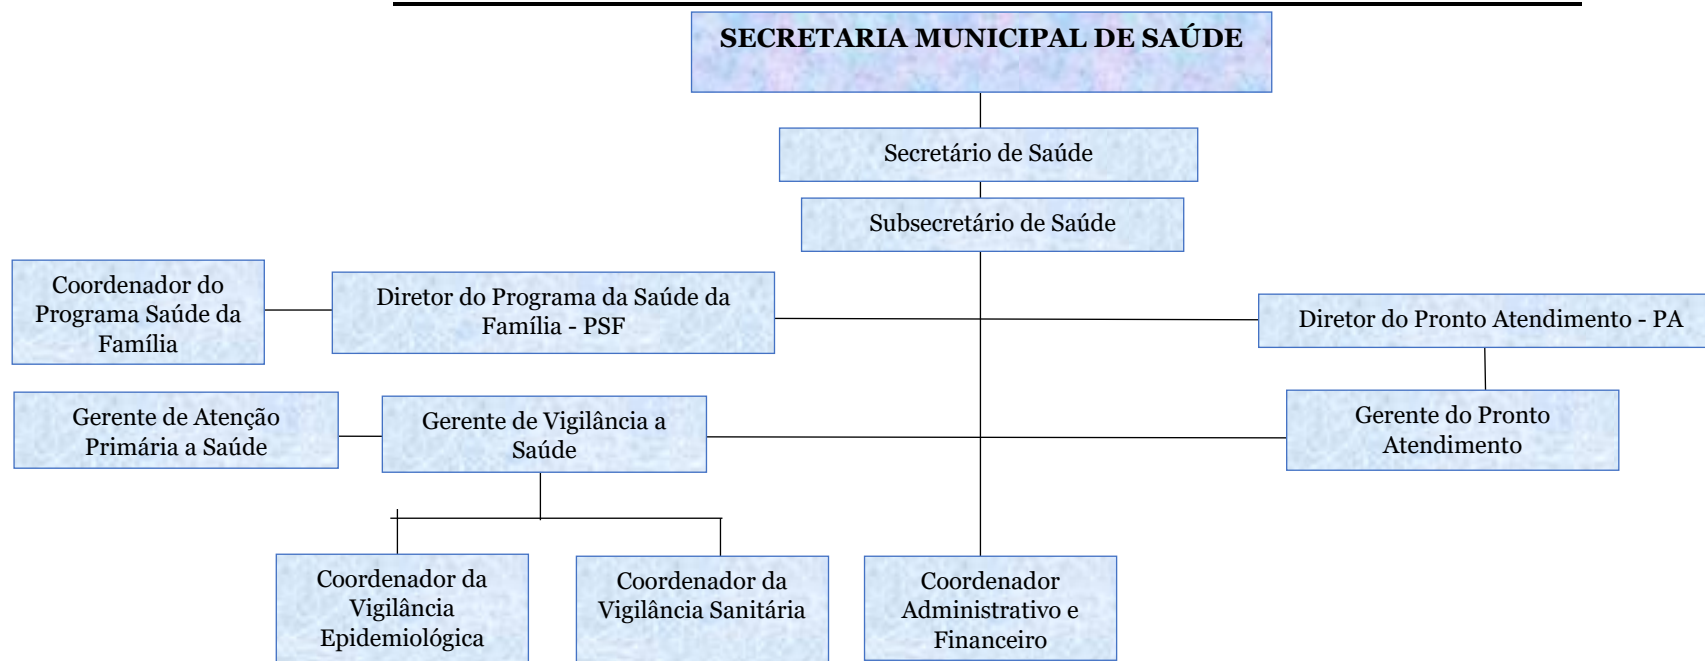 SECRETARIA MUNICIPAL DE SAÚDE
Secretário de Saúde
Subsecretário de Saúde
Coordenador do
Programa Saúde da
Família
Diretor do Programa da Saúde da
Família - PSF
Diretor do Pronto Atendimento - PA
Gerente de Atenção
Primária a Saúde
Gerente de Vigilância a
Saúde
Gerente do Pronto
Atendimento
Coordenador da
Vigilância
Epidemiológica
Coordenador da
Vigilância Sanitária
Coordenador
Administrativo e
Financeiro